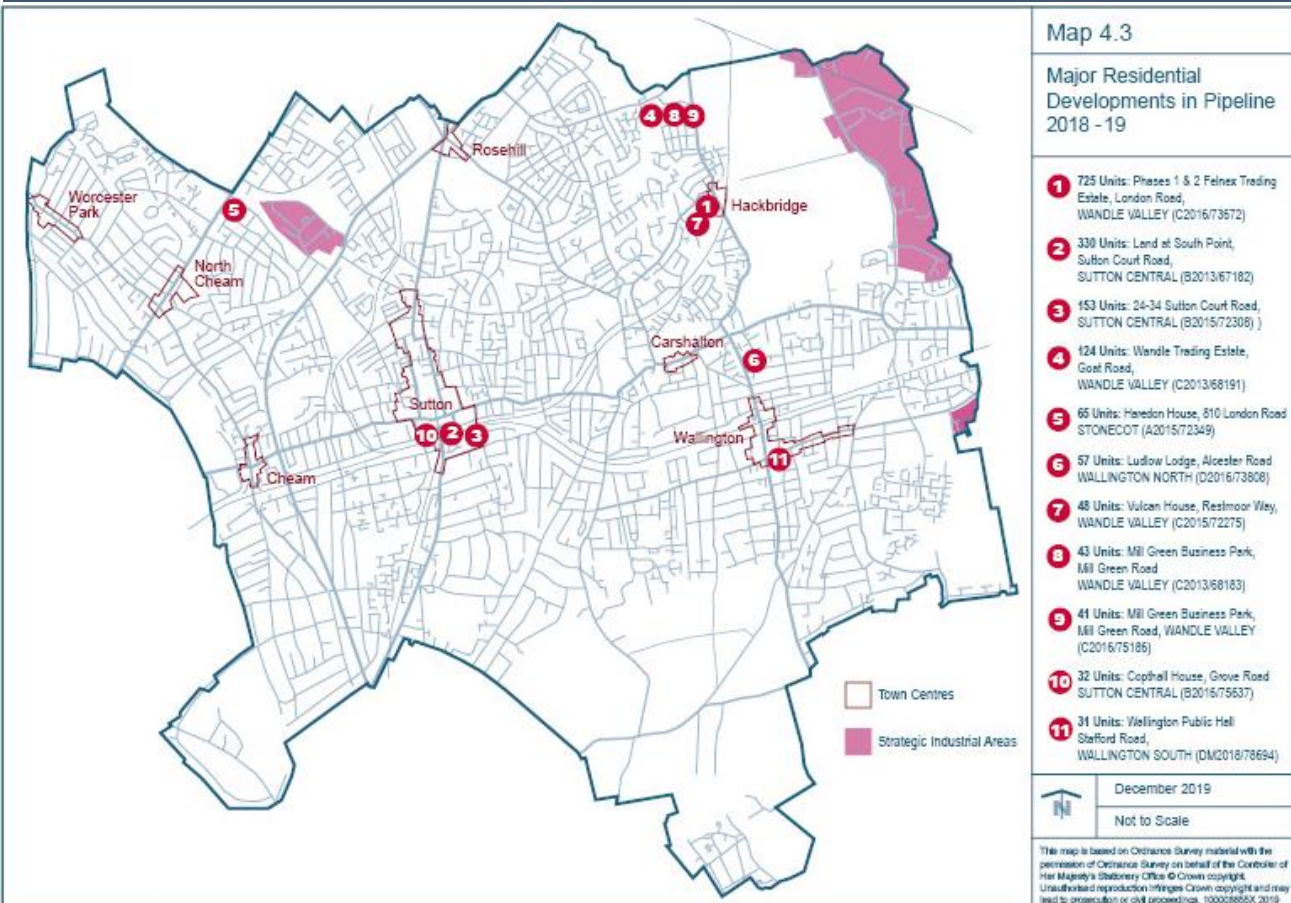 Worcester
Park
North
Cheam
Rosehill
Hackbridge
Carshalton
Sutton
Wallington
Cheam
4
8
9
5
1
7
6
10
2
3
11
Town Centres
Strategic Industrial Areas
Map 4.3
Major Residential
Developments in Pipeline
2018 -19
1
725 Units: Phases 1 & 2 Felnex Trading
Estate, London Road,
WANDLE VALLEY (C2016/73672)
2
330 Units: Land at South Point,
Sutton Court Road,
SUTTON CENTRAL (B2013/67182)
3
153 Units: 24-34 Sutton Court Road,
SUTTON CENTRAL (B2015/72308) )
4
124 Units: Wandle Trading Estate,
Goat Road,
WANDLE VALLEY (C2013/68191)
5
65 Units: Haredon House, 810 London Road
STONECOT (A2015/72349)
6
57 Units: Ludlow Lodge, Alcester Road
WALLINGTON NORTH (D2016/73808)
7
48 Units: Vulcan House, Restmoor Way,
WANDLE VALLEY (C2015/72275)
8
43 Units: Mill Green Business Park,
Mill Green Road
WANDLE VALLEY (C2013/68183)
9
41 Units: Mill Green Business Park,
Mill Green Road, WANDLE VALLEY
(C2016/75186)
10
32 Units: Copthall House, Grove Road
SUTTON CENTRAL (B2016/75637)
11
31 Units: Wallington Public Hall
Stafford Road,
WALLINGTON SOUTH (DM2018/78694)
N
December 2019
Not to Scale
This map is based on Ordnance Survey material with the
permission of Ordnance Survey on behalf of the Controller of
Her Majesty's Stationery Office © Crown copyright.
Unauthorised reproduction infringes Crown copyright and may
lead to prosecution or civil proceedings. 2019